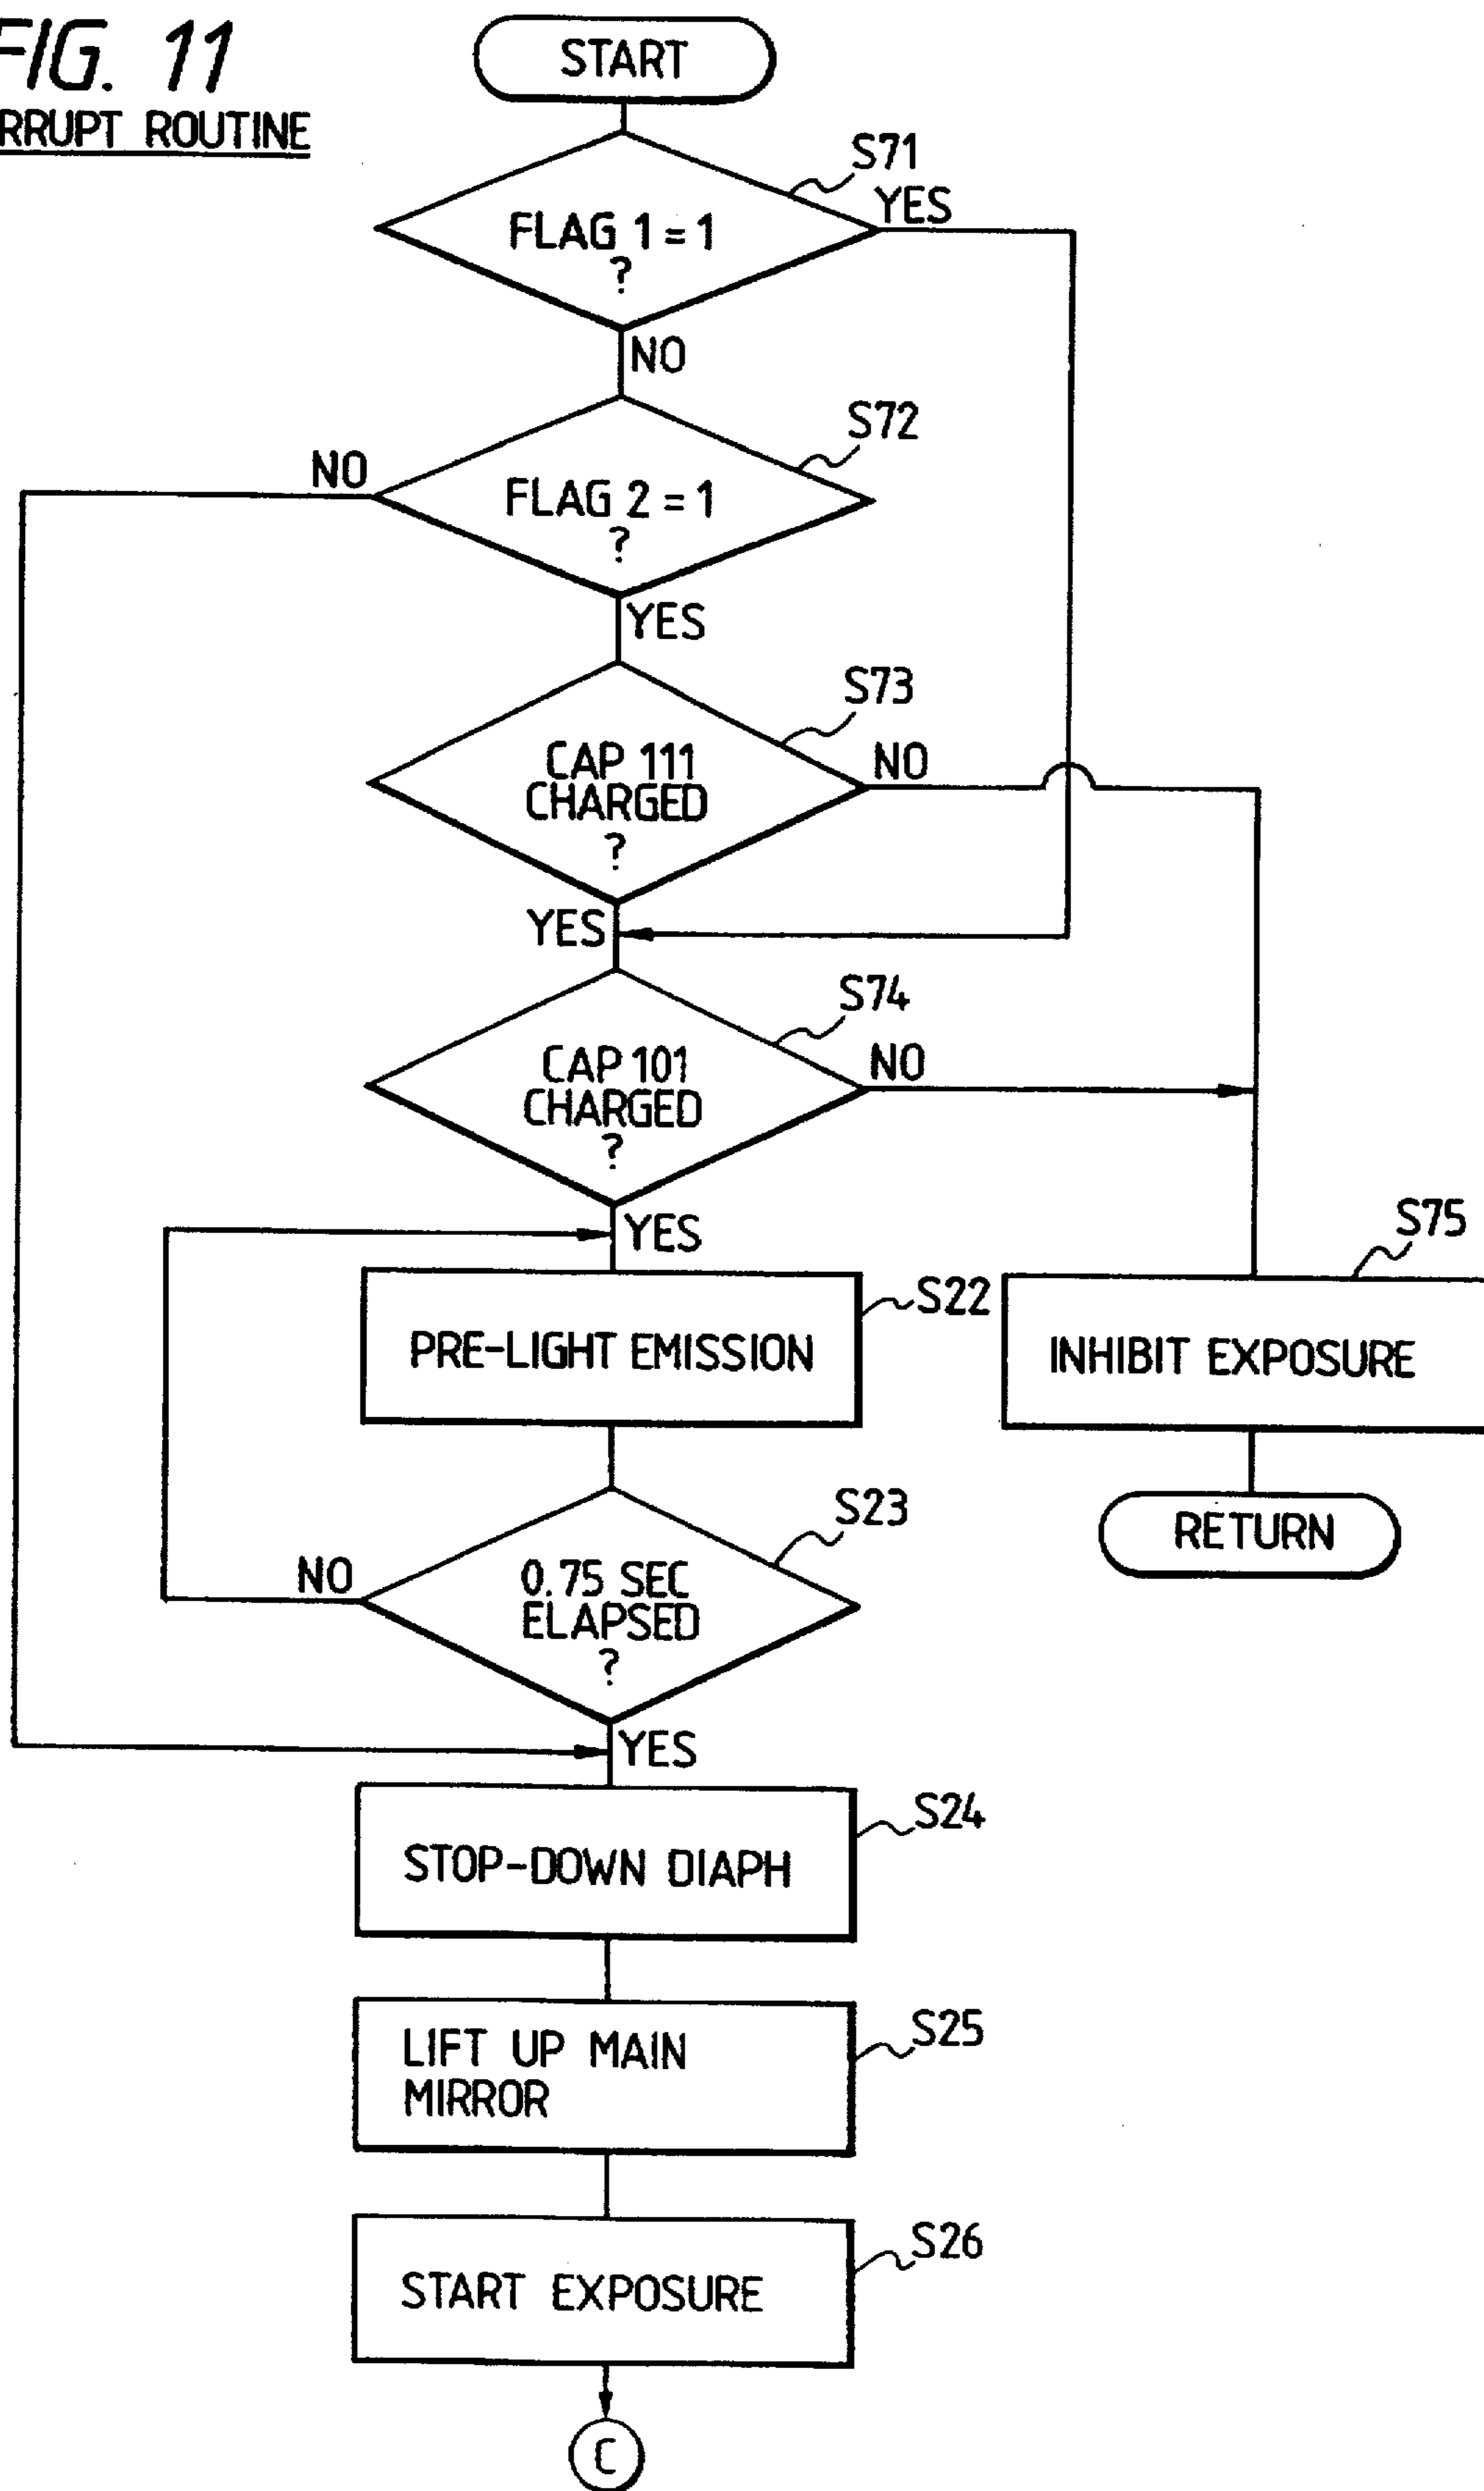 FIG. 11
RRUPT ROUTINE
START
S71
FLAG 1 = 1
?
YES
NO
S72
FLAG 2 = 1
?
NO
YES
S73
CAP 111
CHARGED
?
NO
YES
S74
CAP 101
CHARGED
?
NO
YES
S22
PRE-LIGHT EMISSION
S75
INHIBIT EXPOSURE
RETURN
S23
0.75 SEC
ELAPSED
?
NO
YES
S24
STOP-DOWN DIAPH
S25
LIFT UP MAIN
MIRROR
S26
START EXPOSURE
C